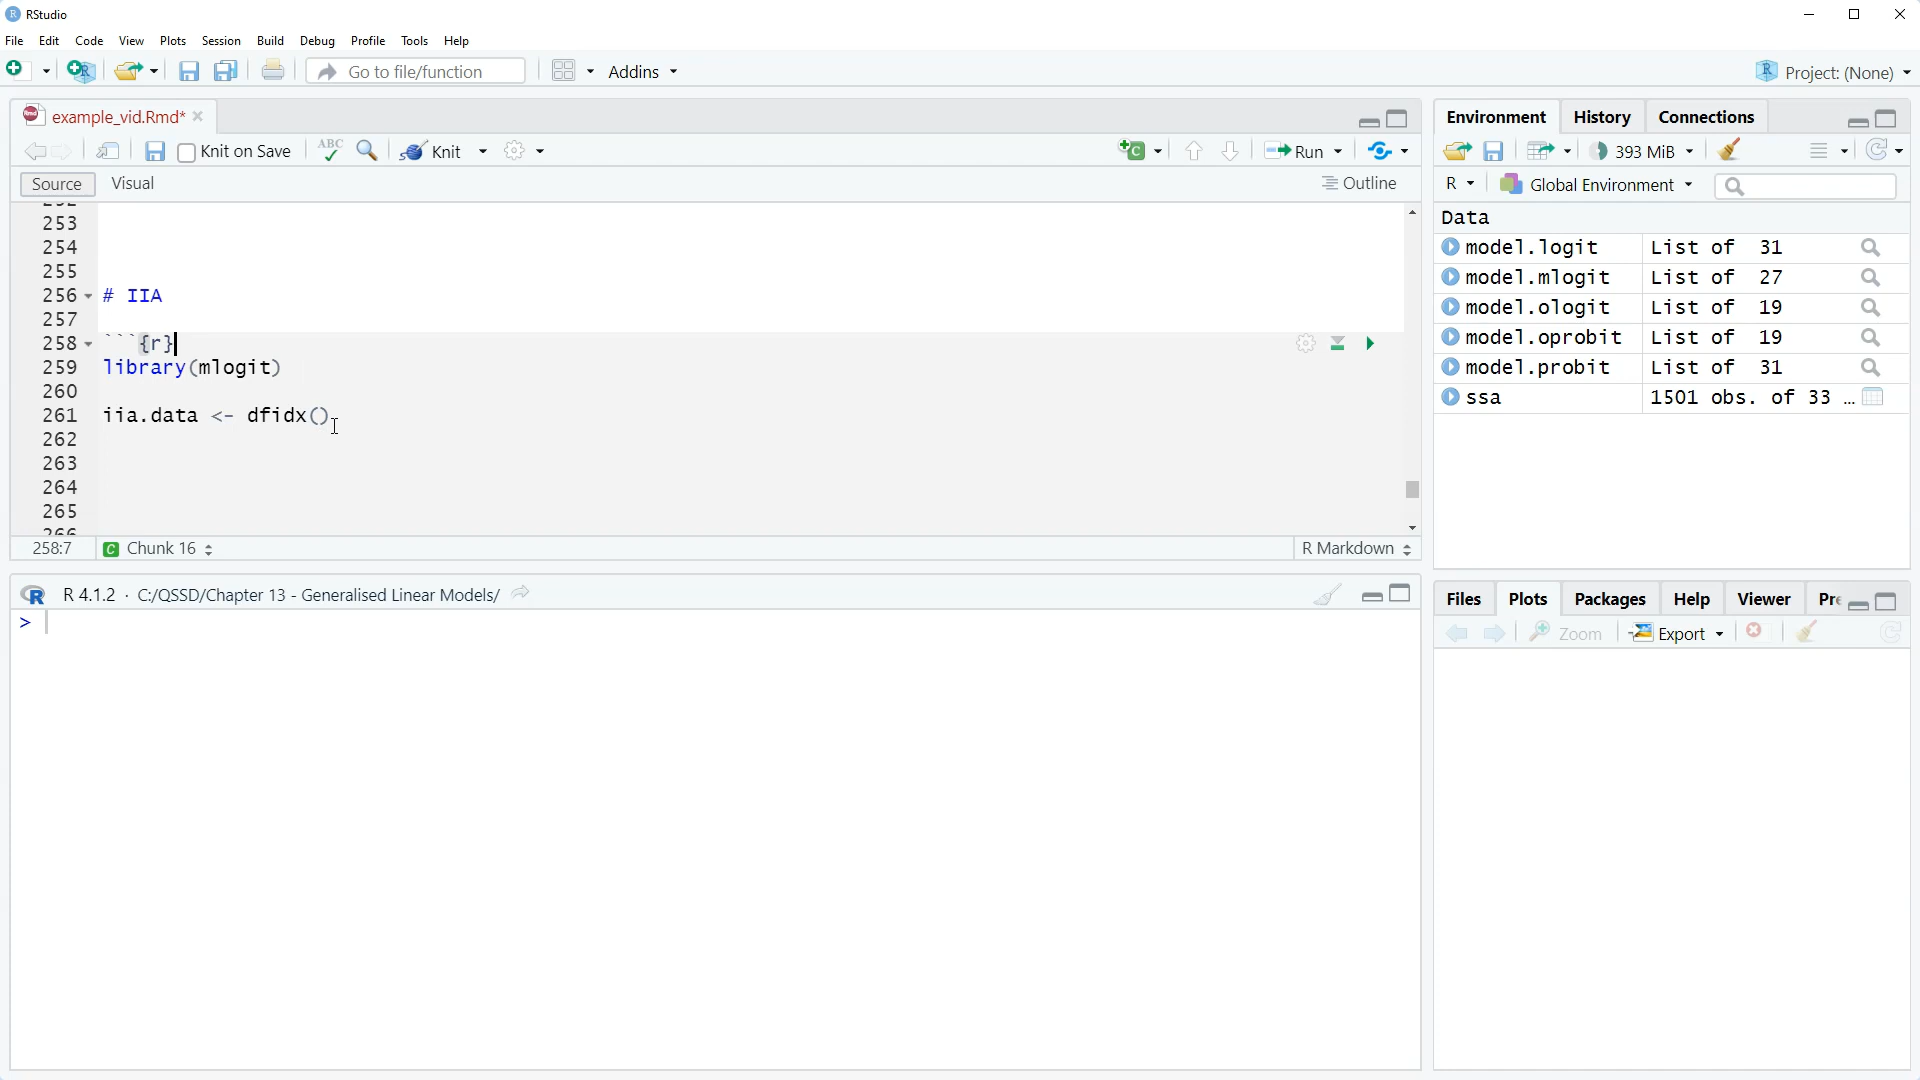 RStudio
File Edit Code View Plots Session Build Debug Profile Tools Help
Go to file/function Addins Project: (None)
example_vid.Rmd*
Knit on Save ABC Knit Run
Source Visual Outline
253
254
255
256 # IIA
257
258 ```{r}
259 library(mlogit)
260
261 iia.data <- dfidx()
262
263
264
265
258:7 C Chunk 16 R Markdown
R 4.1.2 · C:/QSSD/Chapter 13 - Generalised Linear Models/
>
Environment History Connections
393 MiB
R Global Environment
Data
model.logit List of 31
model.mlogit List of 27
model.ologit List of 19
model.oprobit List of 19
model.probit List of 31
ssa 1501 obs. of 33 …
Files Plots Packages Help Viewer Pre
Zoom Export